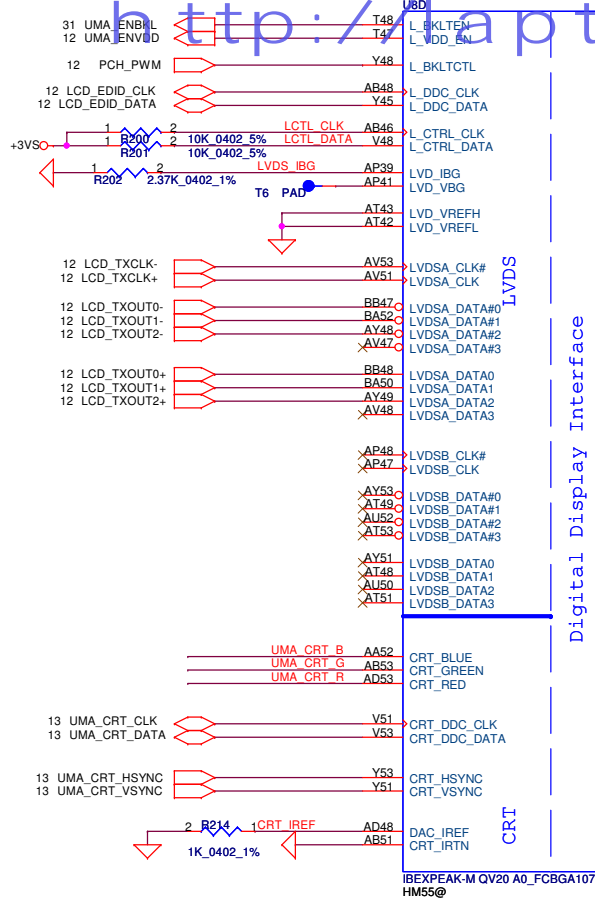 U8D
http://lapt
31 UMA_ENBKL T48 L_BKLTEN
12 UMA_ENVDD T47 L_VDD_EN
12 PCH_PWM Y48 L_BKLTCTL
12 LCD_EDID_CLK AB48 L_DDC_CLK
12 LCD_EDID_DATA Y45 L_DDC_DATA
1 R200 2 10K_0402_5% LCTL_CLK AB46 L_CTRL_CLK
+3VS 1 R201 2 10K_0402_5% LCTL_DATA V48 L_CTRL_DATA
1 R202 2 2.37K_0402_1% LVDS_IBG AP39 LVD_IBG
T6 PAD AP41 LVD_VBG
AT43 LVD_VREFH
AT42 LVD_VREFL
LVDS
12 LCD_TXCLK- AV53 LVDSA_CLK#
12 LCD_TXCLK+ AV51 LVDSA_CLK
12 LCD_TXOUT0- BB47 LVDSA_DATA#0
12 LCD_TXOUT1- BA52 LVDSA_DATA#1
12 LCD_TXOUT2- AY48 LVDSA_DATA#2
AV47 LVDSA_DATA#3
12 LCD_TXOUT0+ BB48 LVDSA_DATA0
12 LCD_TXOUT1+ BA50 LVDSA_DATA1
12 LCD_TXOUT2+ AY49 LVDSA_DATA2
AV48 LVDSA_DATA3
Digital Display Interface
AP48 LVDSB_CLK#
AP47 LVDSB_CLK
AY53 LVDSB_DATA#0
AT49 LVDSB_DATA#1
AU52 LVDSB_DATA#2
AT53 LVDSB_DATA#3
AY51 LVDSB_DATA0
AT48 LVDSB_DATA1
AU50 LVDSB_DATA2
AT51 LVDSB_DATA3
UMA_CRT_B AA52 CRT_BLUE
UMA_CRT_G AB53 CRT_GREEN
UMA_CRT_R AD53 CRT_RED
13 UMA_CRT_CLK V51 CRT_DDC_CLK
13 UMA_CRT_DATA V53 CRT_DDC_DATA
13 UMA_CRT_HSYNC Y53 CRT_HSYNC
13 UMA_CRT_VSYNC Y51 CRT_VSYNC
CRT
2 R214 1 CRT_IREF AD48 DAC_IREF
1K_0402_1% AB51 CRT_IRTN
IBEXPEAK-M QV20 A0_FCBGA107
HM55@